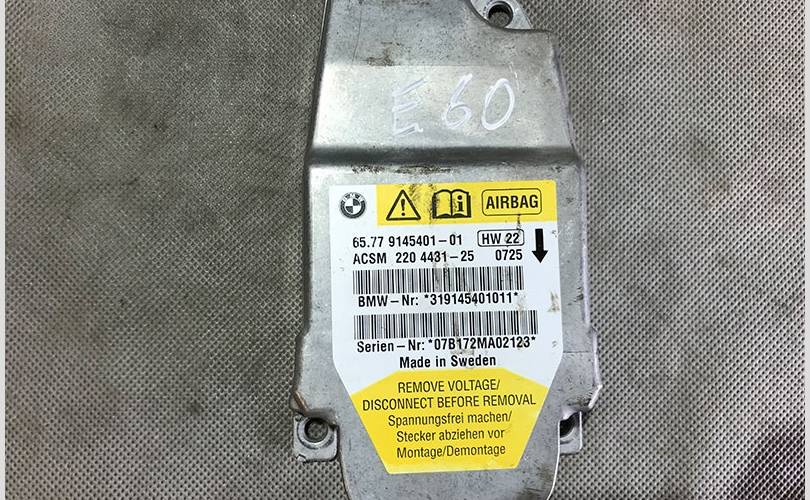 E60
BMW
AIRBAG
65.77 9145401-01 HW 22
ACSM 220 4431-25 0725
BMW-Nr: *319145401011*
Serien-Nr: *07B172MA02123*
Made in Sweden
REMOVE VOLTAGE/
DISCONNECT BEFORE REMOVAL
Spannungsfrei machen/
Stecker abziehen vor
Montage/Demontage